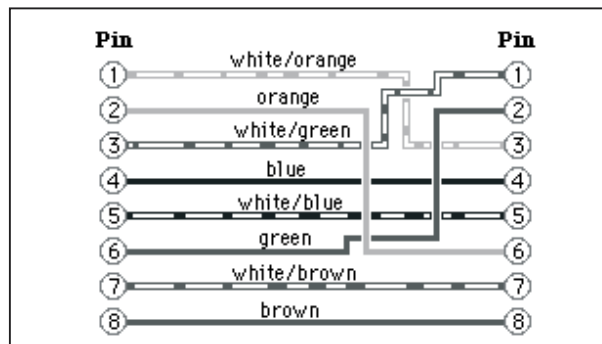 Pin Pin
white/orange
1 1
orange
2 2
white/green
3 3
blue
4 4
white/blue
5 5
green
6 6
white/brown
7 7
brown
8 8